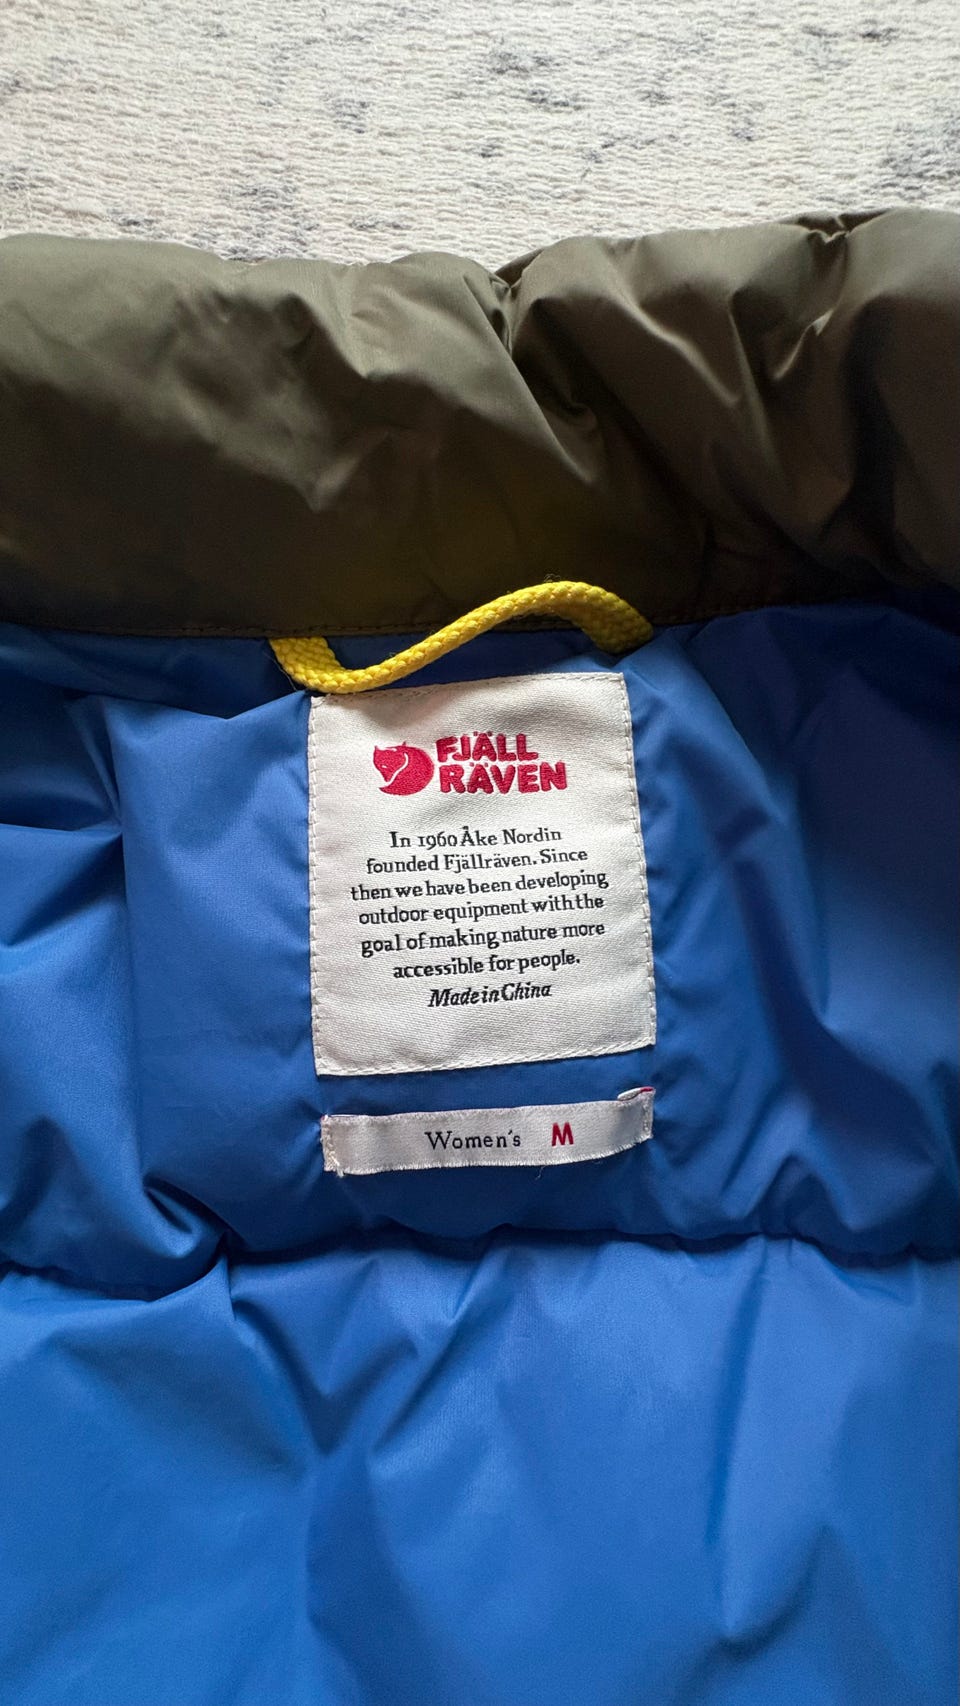 FJÄLL
RÄVEN
In 1960 Åke Nordin
founded Fjällräven. Since
then we have been developing
outdoor equipment with the
goal of making nature more
accessible for people.
Made in China
Women's M